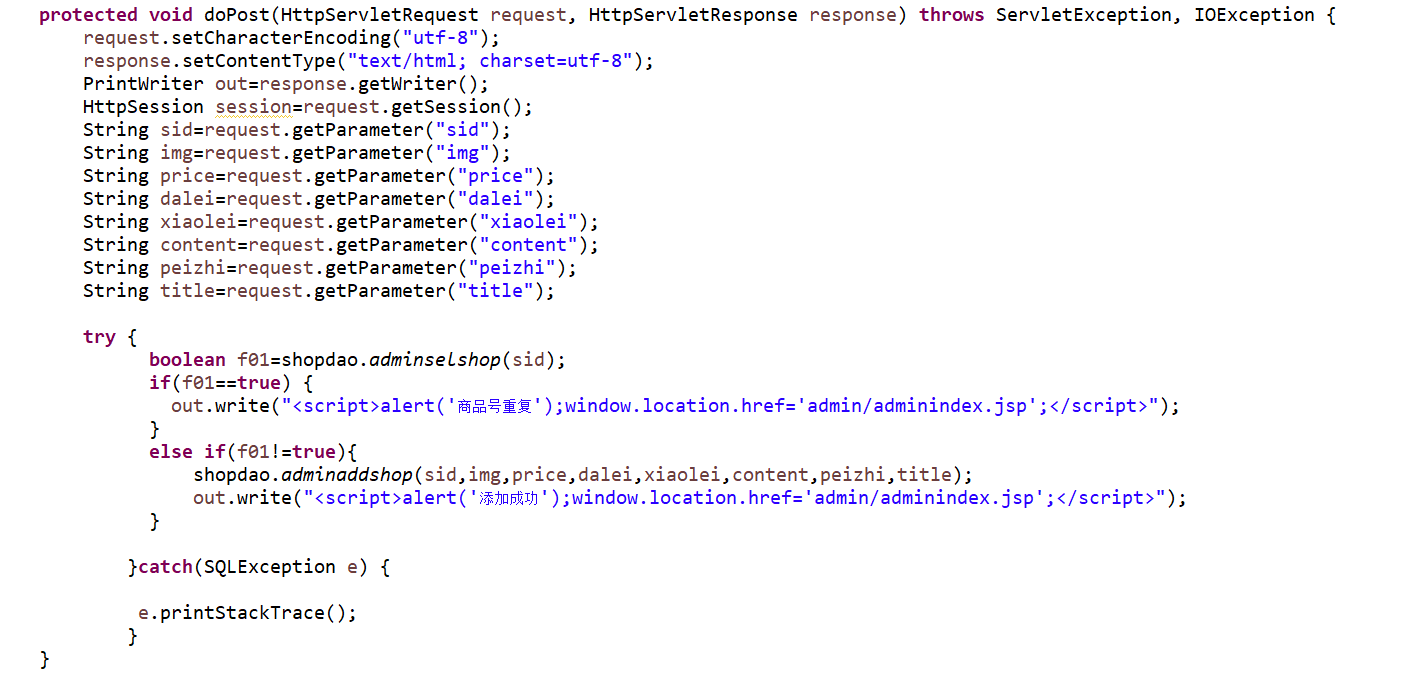 protected void doPost(HttpServletRequest request, HttpServletResponse response) throws ServletException, IOException {
request.setCharacterEncoding("utf-8");
response.setContentType("text/html; charset=utf-8");
PrintWriter out=response.getWriter();
HttpSession session=request.getSession();
String sid=request.getParameter("sid");
String img=request.getParameter("img");
String price=request.getParameter("price");
String dalei=request.getParameter("dalei");
String xiaolei=request.getParameter("xiaolei");
String content=request.getParameter("content");
String peizhi=request.getParameter("peizhi");
String title=request.getParameter("title");
try {
boolean f01=shopdao.adminselshop(sid);
if(f01==true) {
out.write("<script>alert('商品号重复');window.location.href='admin/adminindex.jsp';</script>");
}
else if(f01!=true){
shopdao.adminaddshop(sid,img,price,dalei,xiaolei,content,peizhi,title);
out.write("<script>alert('添加成功');window.location.href='admin/adminindex.jsp';</script>");
}
}catch(SQLException e) {
e.printStackTrace();
}
}